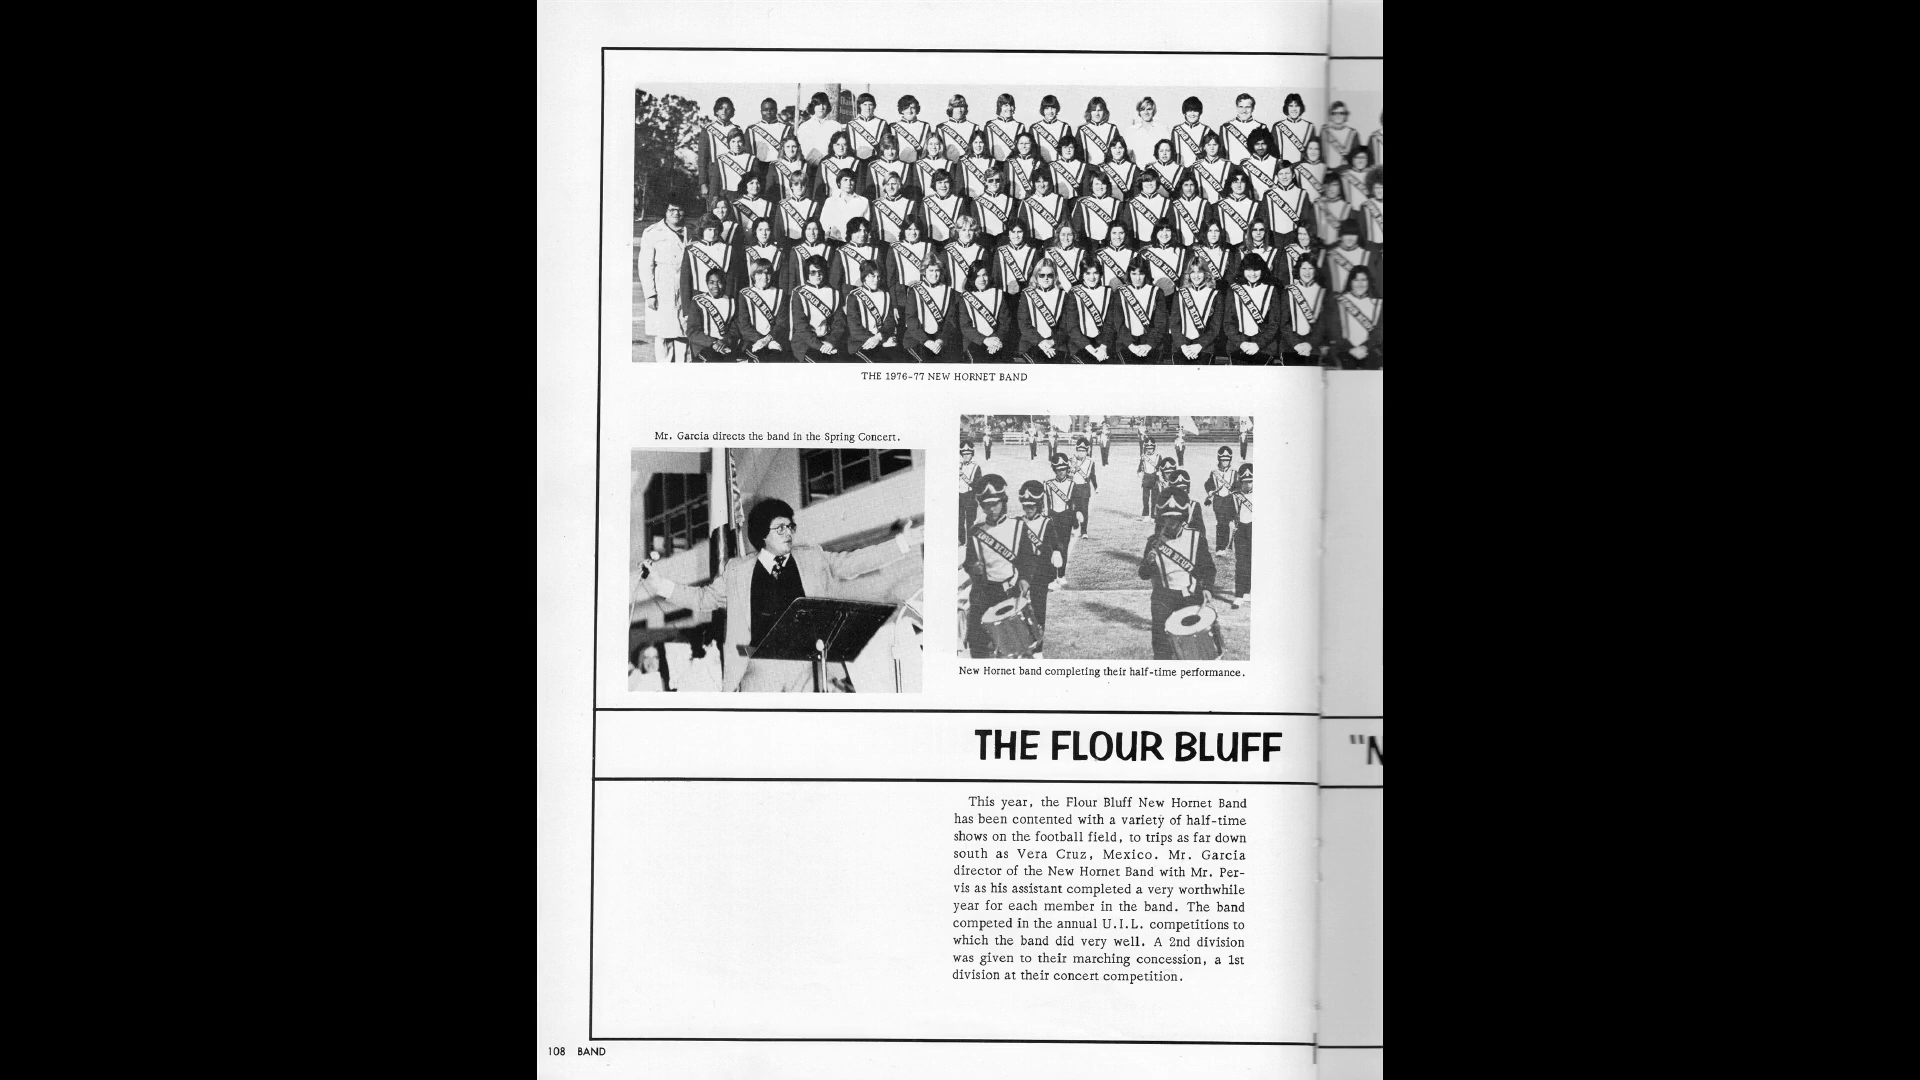 THE 1976-77 NEW HORNET BAND
Mr. Garcia directs the band in the Spring Concert.
New Hornet band completing their half-time performance.
THE FLOUR BLUFF
"N
This year, the Flour Bluff New Hornet Band
has been contented with a variety of half-time
shows on the football field, to trips as far down
south as Vera Cruz, Mexico. Mr. Garcia
director of the New Hornet Band with Mr. Per-
vis as his assistant completed a very worthwhile
year for each member in the band. The band
competed in the annual U.I.L. competitions to
which the band did very well. A 2nd division
was given to their marching concession, a 1st
division at their concert competition.
108 BAND